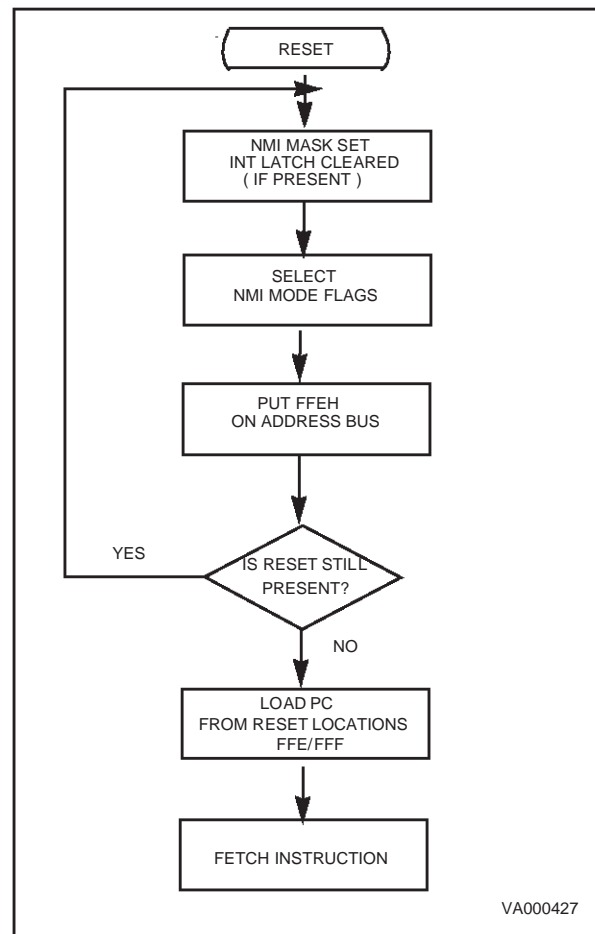 RESET
NMI MASK SET
INT LATCH CLEARED
( IF PRESENT )
SELECT
NMI MODE FLAGS
PUT FFEH
ON ADDRESS BUS
YES
IS RESET STILL
PRESENT?
NO
LOAD PC
FROM RESET LOCATIONS
FFE/FFF
FETCH INSTRUCTION
VA000427